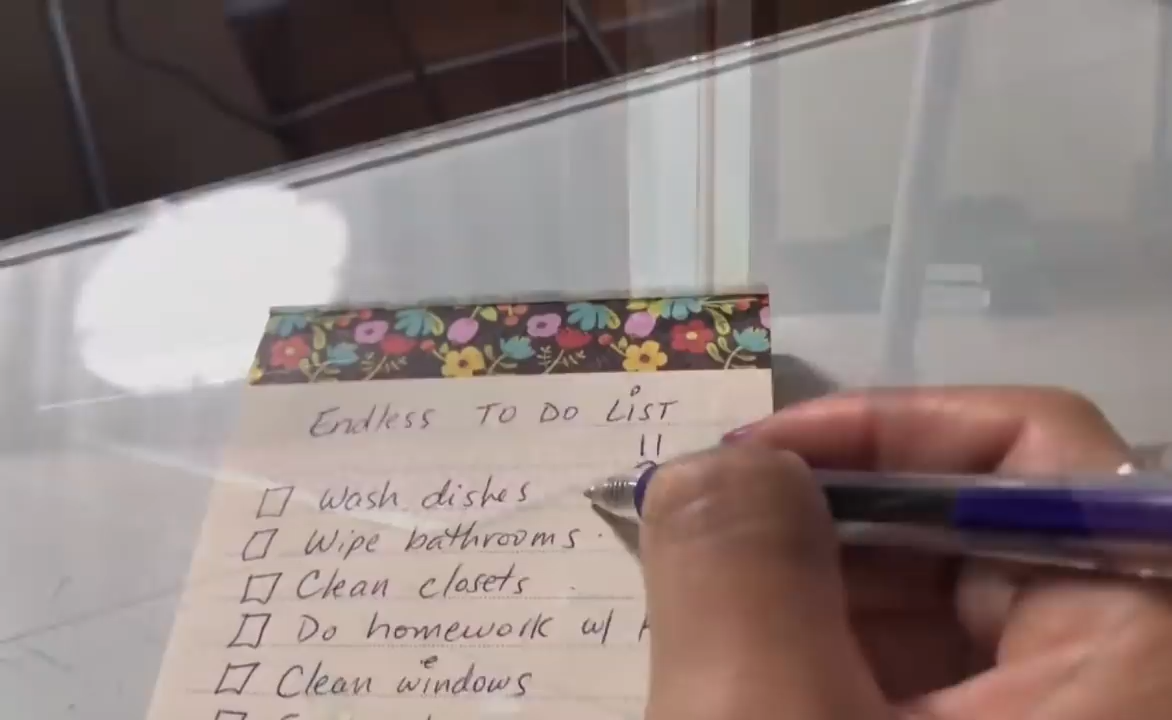 Endless TO DO LiST
!!
Wash dishes
Wipe bathrooms
Clean closets
Do homework w/
Clean windows